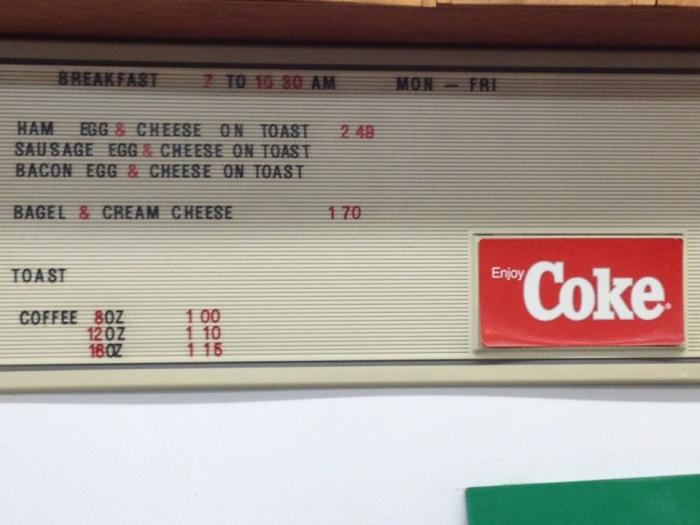 BREAKFAST 7 TO 10 30 AM MON - FRI
HAM EGG & CHEESE ON TOAST 2 49
SAUSAGE EGG & CHEESE ON TOAST
BACON EGG & CHEESE ON TOAST
BAGEL & CREAM CHEESE 1 70
TOAST
COFFEE 8OZ 1 00
12OZ 1 10
16OZ 1 15
Enjoy Coke